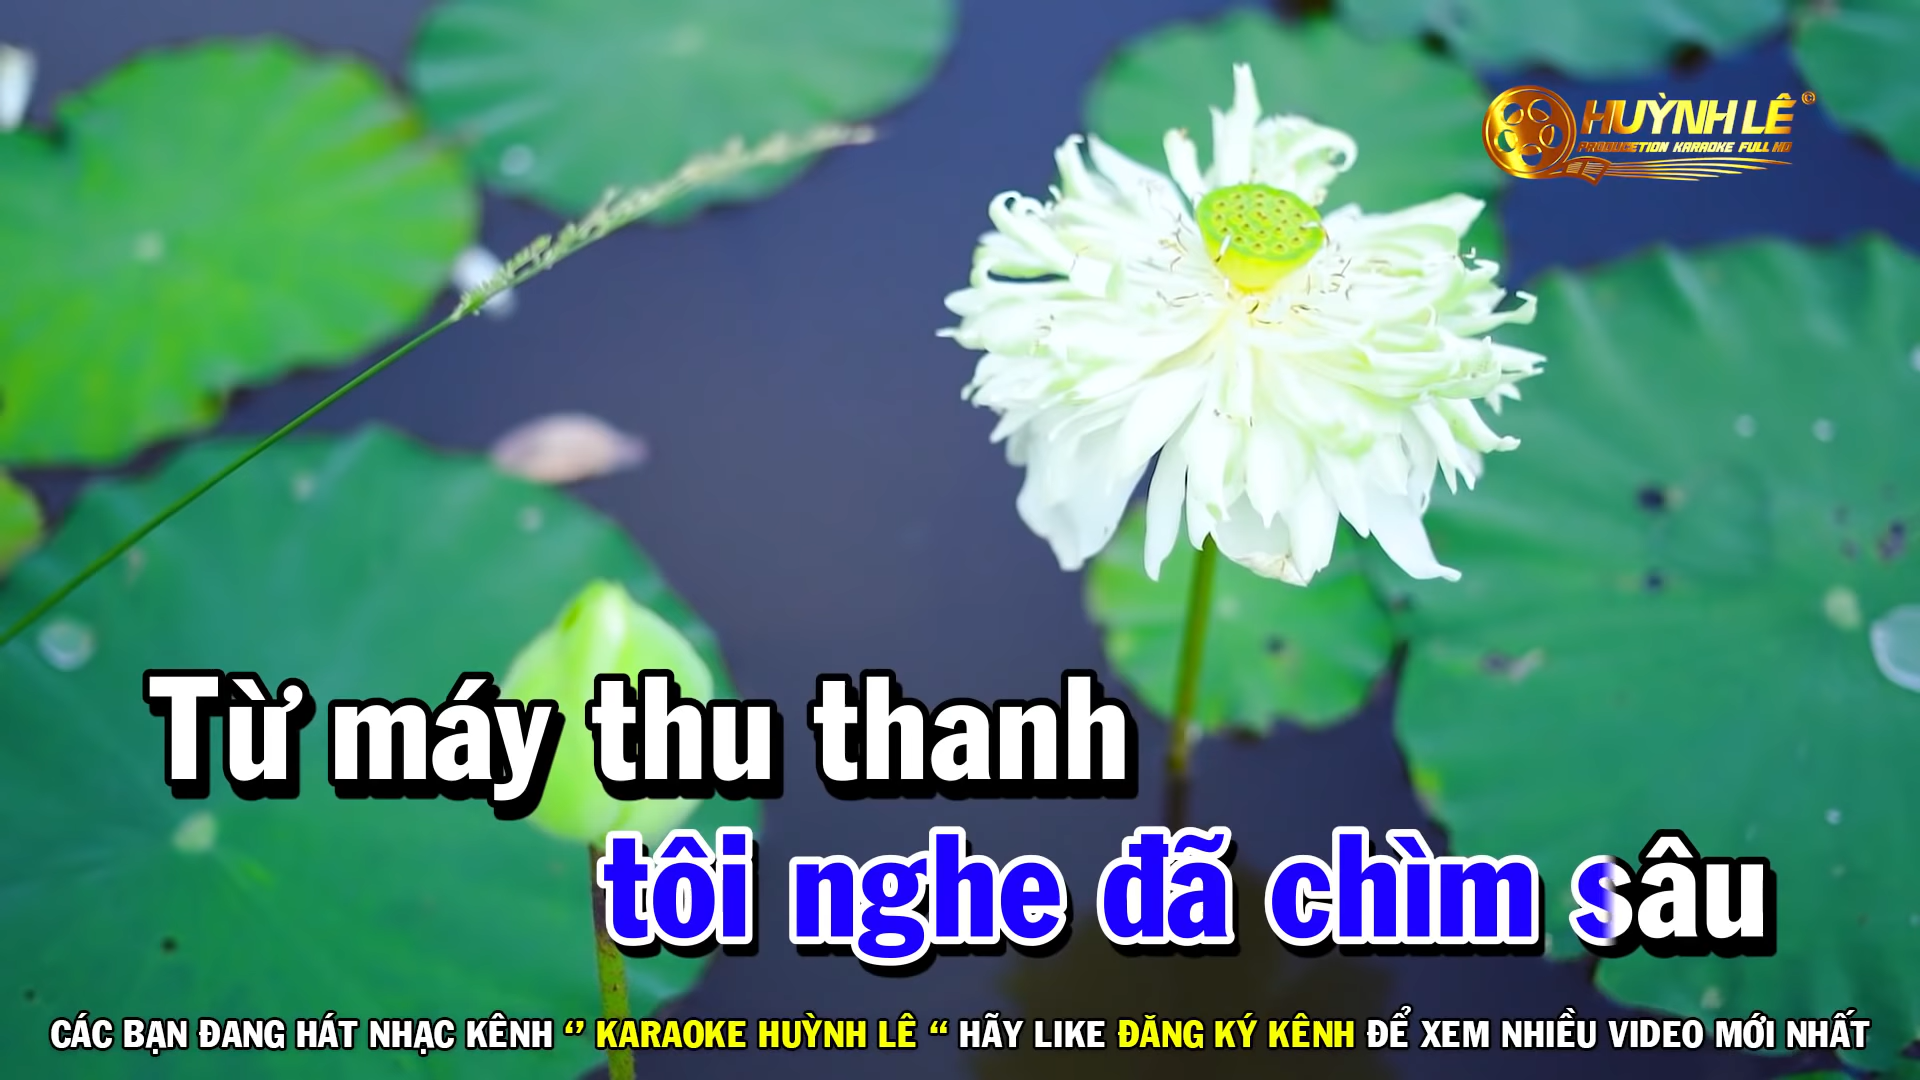 HUỲNH LÊ ©
PRODUCETION KARAOKE FULL HD
Từ máy thu thanh
tôi nghe đã chìm sâu
CÁC BẠN ĐANG HÁT NHẠC KÊNH “ KARAOKE HUỲNH LÊ “ HÃY LIKE ĐĂNG KÝ KÊNH ĐỂ XEM NHIỀU VIDEO MỚI NHẤT